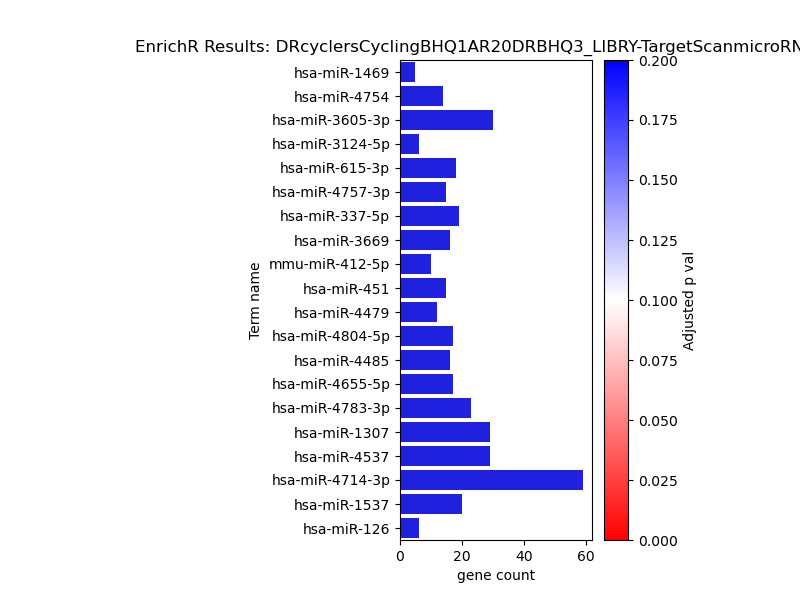 EnrichR Results: DRcyclersCyclingBHQ1AR20DRBHQ3_LIBRY-TargetScanmicroRN
hsa-miR-1469
hsa-miR-4754
hsa-miR-3605-3p
hsa-miR-3124-5p
hsa-miR-615-3p
hsa-miR-4757-3p
hsa-miR-337-5p
hsa-miR-3669
mmu-miR-412-5p
hsa-miR-451
hsa-miR-4479
hsa-miR-4804-5p
hsa-miR-4485
hsa-miR-4655-5p
hsa-miR-4783-3p
hsa-miR-1307
hsa-miR-4537
hsa-miR-4714-3p
hsa-miR-1537
hsa-miR-126
Term name
0 20 40 60
gene count
0.200
0.175
0.150
0.125
0.100
0.075
0.050
0.025
0.000
Adjusted p val